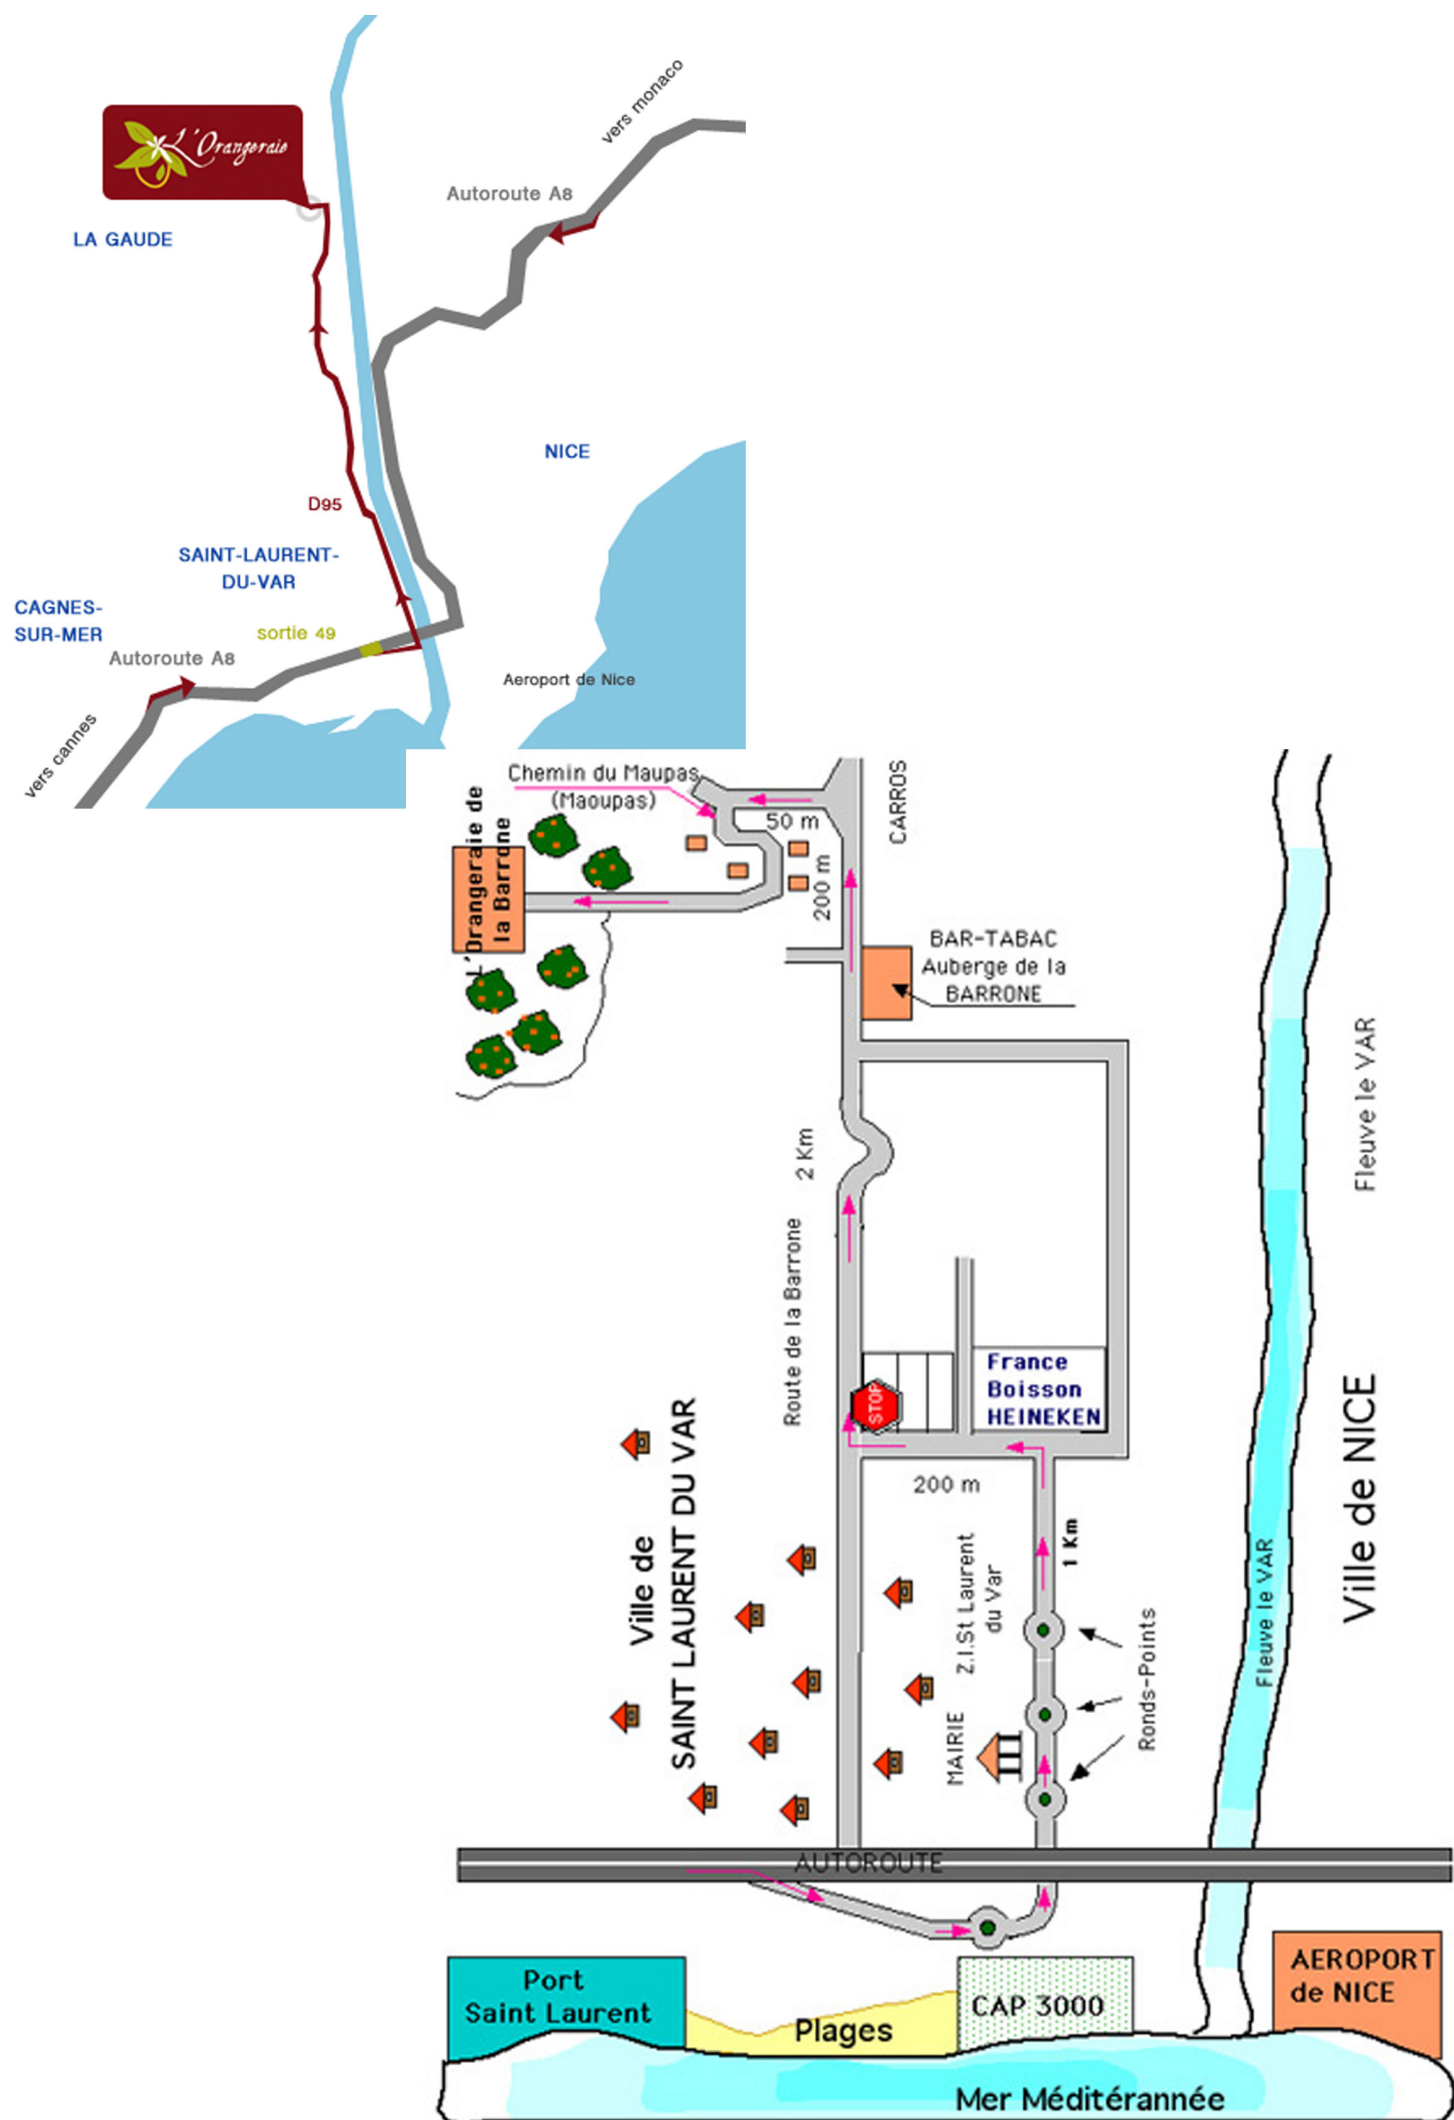 vers monaco
L'Orangeraie
Autoroute A8
LA GAUDE
NICE
D95
SAINT-LAURENT-
DU-VAR
CAGNES-
SUR-MER
sortie 49
Autoroute A8
Aeroport de Nice
vers cannes
Chemin du Maupas
(Maoupas)
50 m
CARROS
L'Orangeraie de
la Barrone
200 m
BAR-TABAC
Auberge de la
BARRONE
Fleuve le VAR
2 Km
Route de la Barrone
France
Boisson
HEINEKEN
STOP
200 m
Ville de NICE
Ville de
SAINT LAURENT DU VAR
1 Km
Z.I.St Laurent
du Var
Fleuve le VAR
Ronds-Points
MAIRIE
AUTOROUTE
Port
Saint Laurent
Plages
CAP 3000
AEROPORT
de NICE
Mer Méditérannée